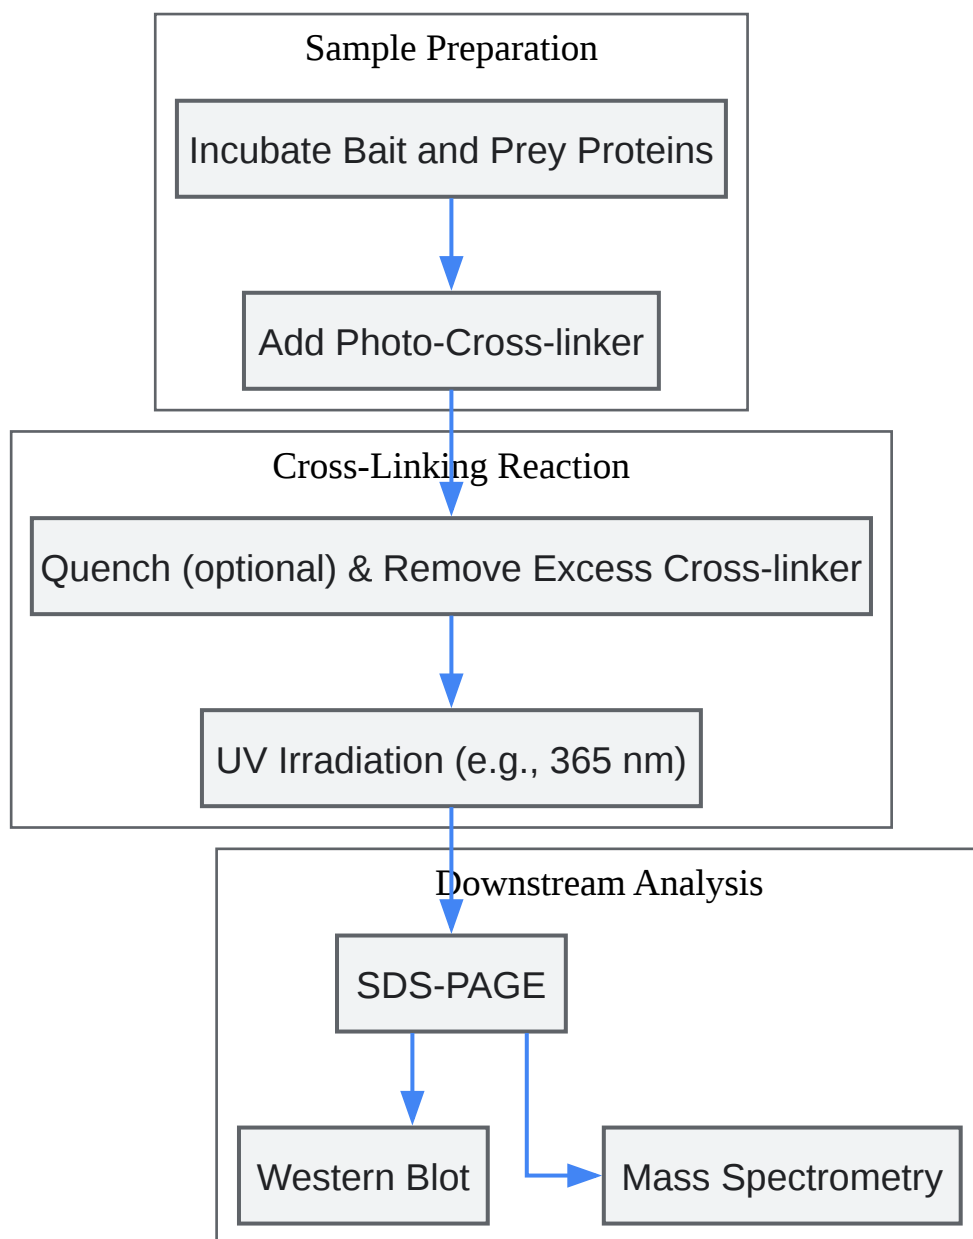 Sample Preparation
Incubate Bait and Prey Proteins
Add Photo-Cross-linker
Cross-Linking Reaction
Quench (optional) & Remove Excess Cross-linker
UV Irradiation (e.g., 365 nm)
Downstream Analysis
SDS-PAGE
Western Blot
Mass Spectrometry